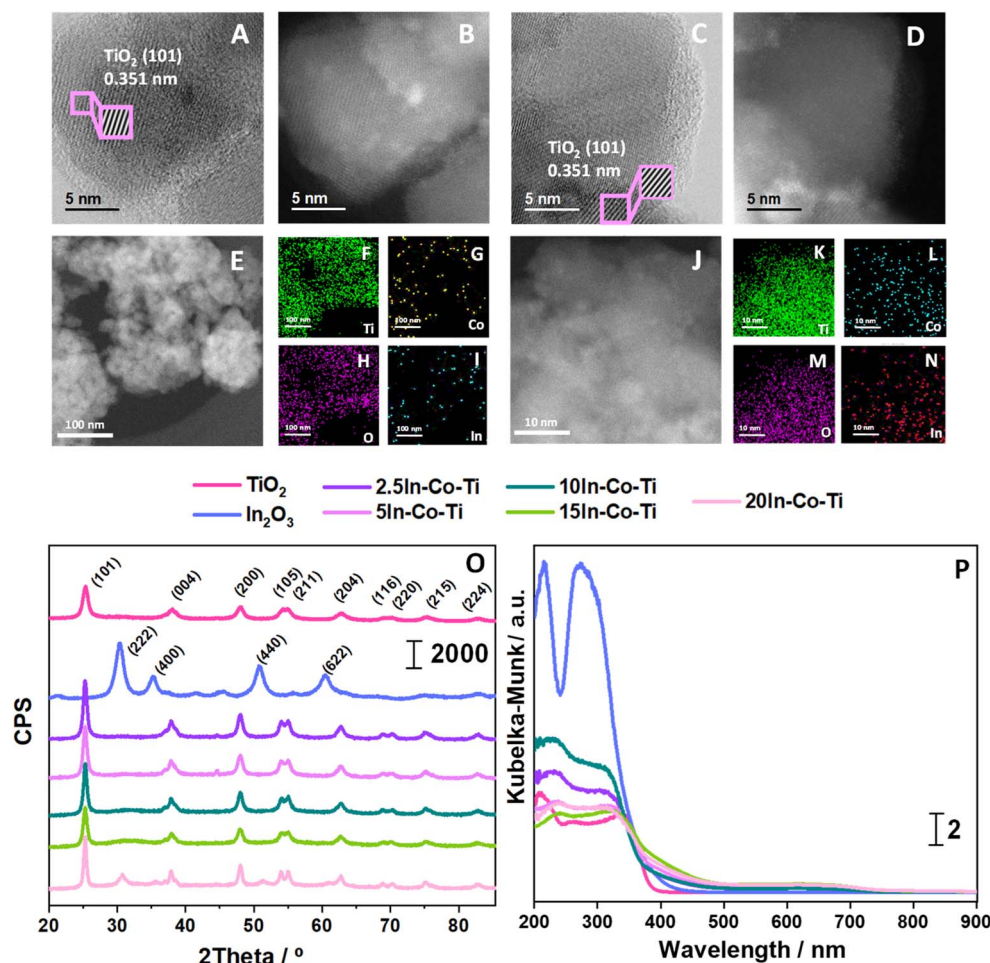 A
TiO2 (101)
0.351 nm
5 nm
B
5 nm
C
TiO2 (101)
0.351 nm
5 nm
D
5 nm
E
100 nm
F
100 nm
Ti
G
100 nm
Co
H
100 nm
O
I
100 nm
In
J
10 nm
K
10 nm
Ti
L
10 nm
Co
M
10 nm
O
N
10 nm
In
TiO2 2.5In-Co-Ti 10In-Co-Ti 20In-Co-Ti
In2O3 5In-Co-Ti 15In-Co-Ti
O
(101) (004) (200) (105) (211) (204) (116) (220) (215) (224)
2000
(222) (400) (440) (622)
CPS
20 30 40 50 60 70 80
2Theta / º
P
Kubelka-Munk / a.u.
2
200 300 400 500 600 700 800 900
Wavelength / nm